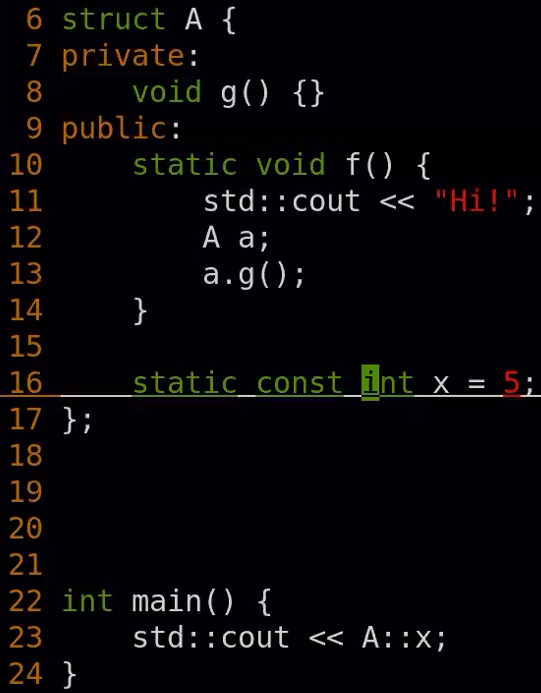 6 struct A {
7 private:
8     void g() {}
9 public:
10     static void f() {
11         std::cout << "Hi!";
12         A a;
13         a.g();
14     }
15
16     static const int x = 5;
17 };
18
19
20
21
22 int main() {
23     std::cout << A::x;
24 }